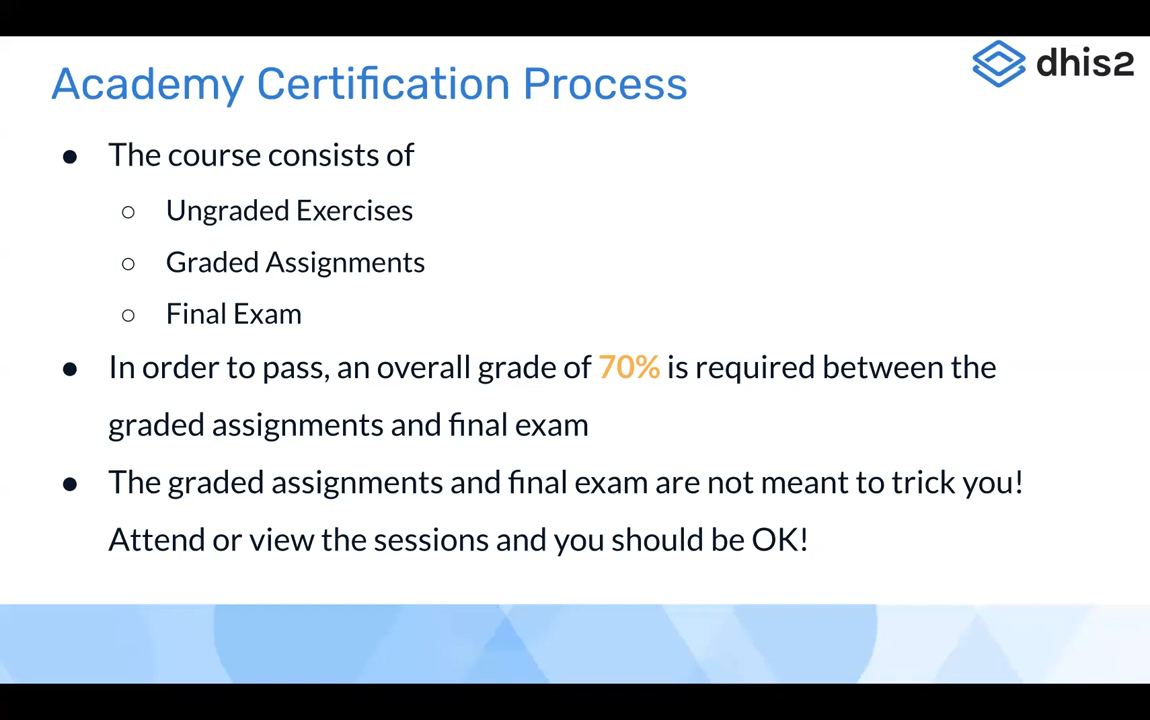 Academy Certification Process
dhis2
● The course consists of
○ Ungraded Exercises
○ Graded Assignments
○ Final Exam
● In order to pass, an overall grade of 70% is required between the
graded assignments and final exam
● The graded assignments and final exam are not meant to trick you!
Attend or view the sessions and you should be OK!